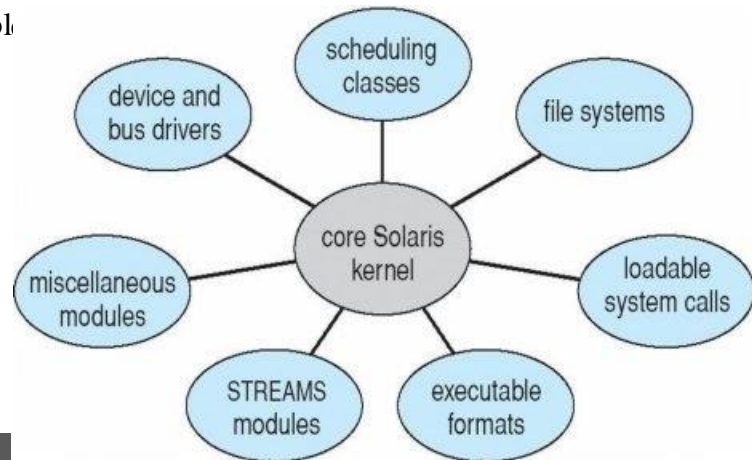 scheduling
classes
device and
bus drivers
file systems
core Solaris
kernel
miscellaneous
modules
loadable
system calls
STREAMS
modules
executable
formats